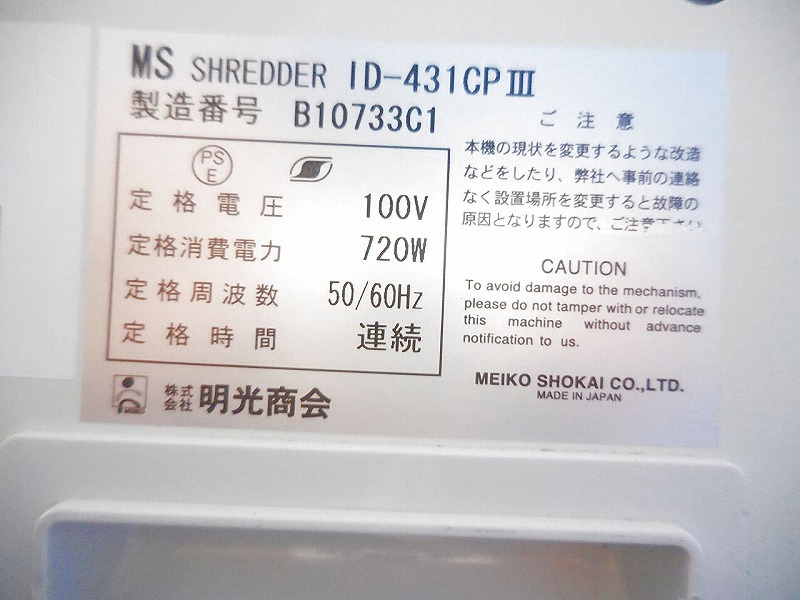 MS SHREDDER ID-431CPⅢ
製造番号 B10733C1
PS
E
定格電圧 100V
定格消費電力 720W
定格周波数 50/60Hz
定格時間 連続
株式
会社 明光商会
ご注意
本機の現状を変更するような改造
などをしたり、弊社へ事前の連絡
なく設置場所を変更すると故障の
原因となりますので、ご注意下さい
CAUTION
To avoid damage to the mechanism,
please do not tamper with or relocate
this machine without advance
notification to us.
MEIKO SHOKAI CO.,LTD.
MADE IN JAPAN